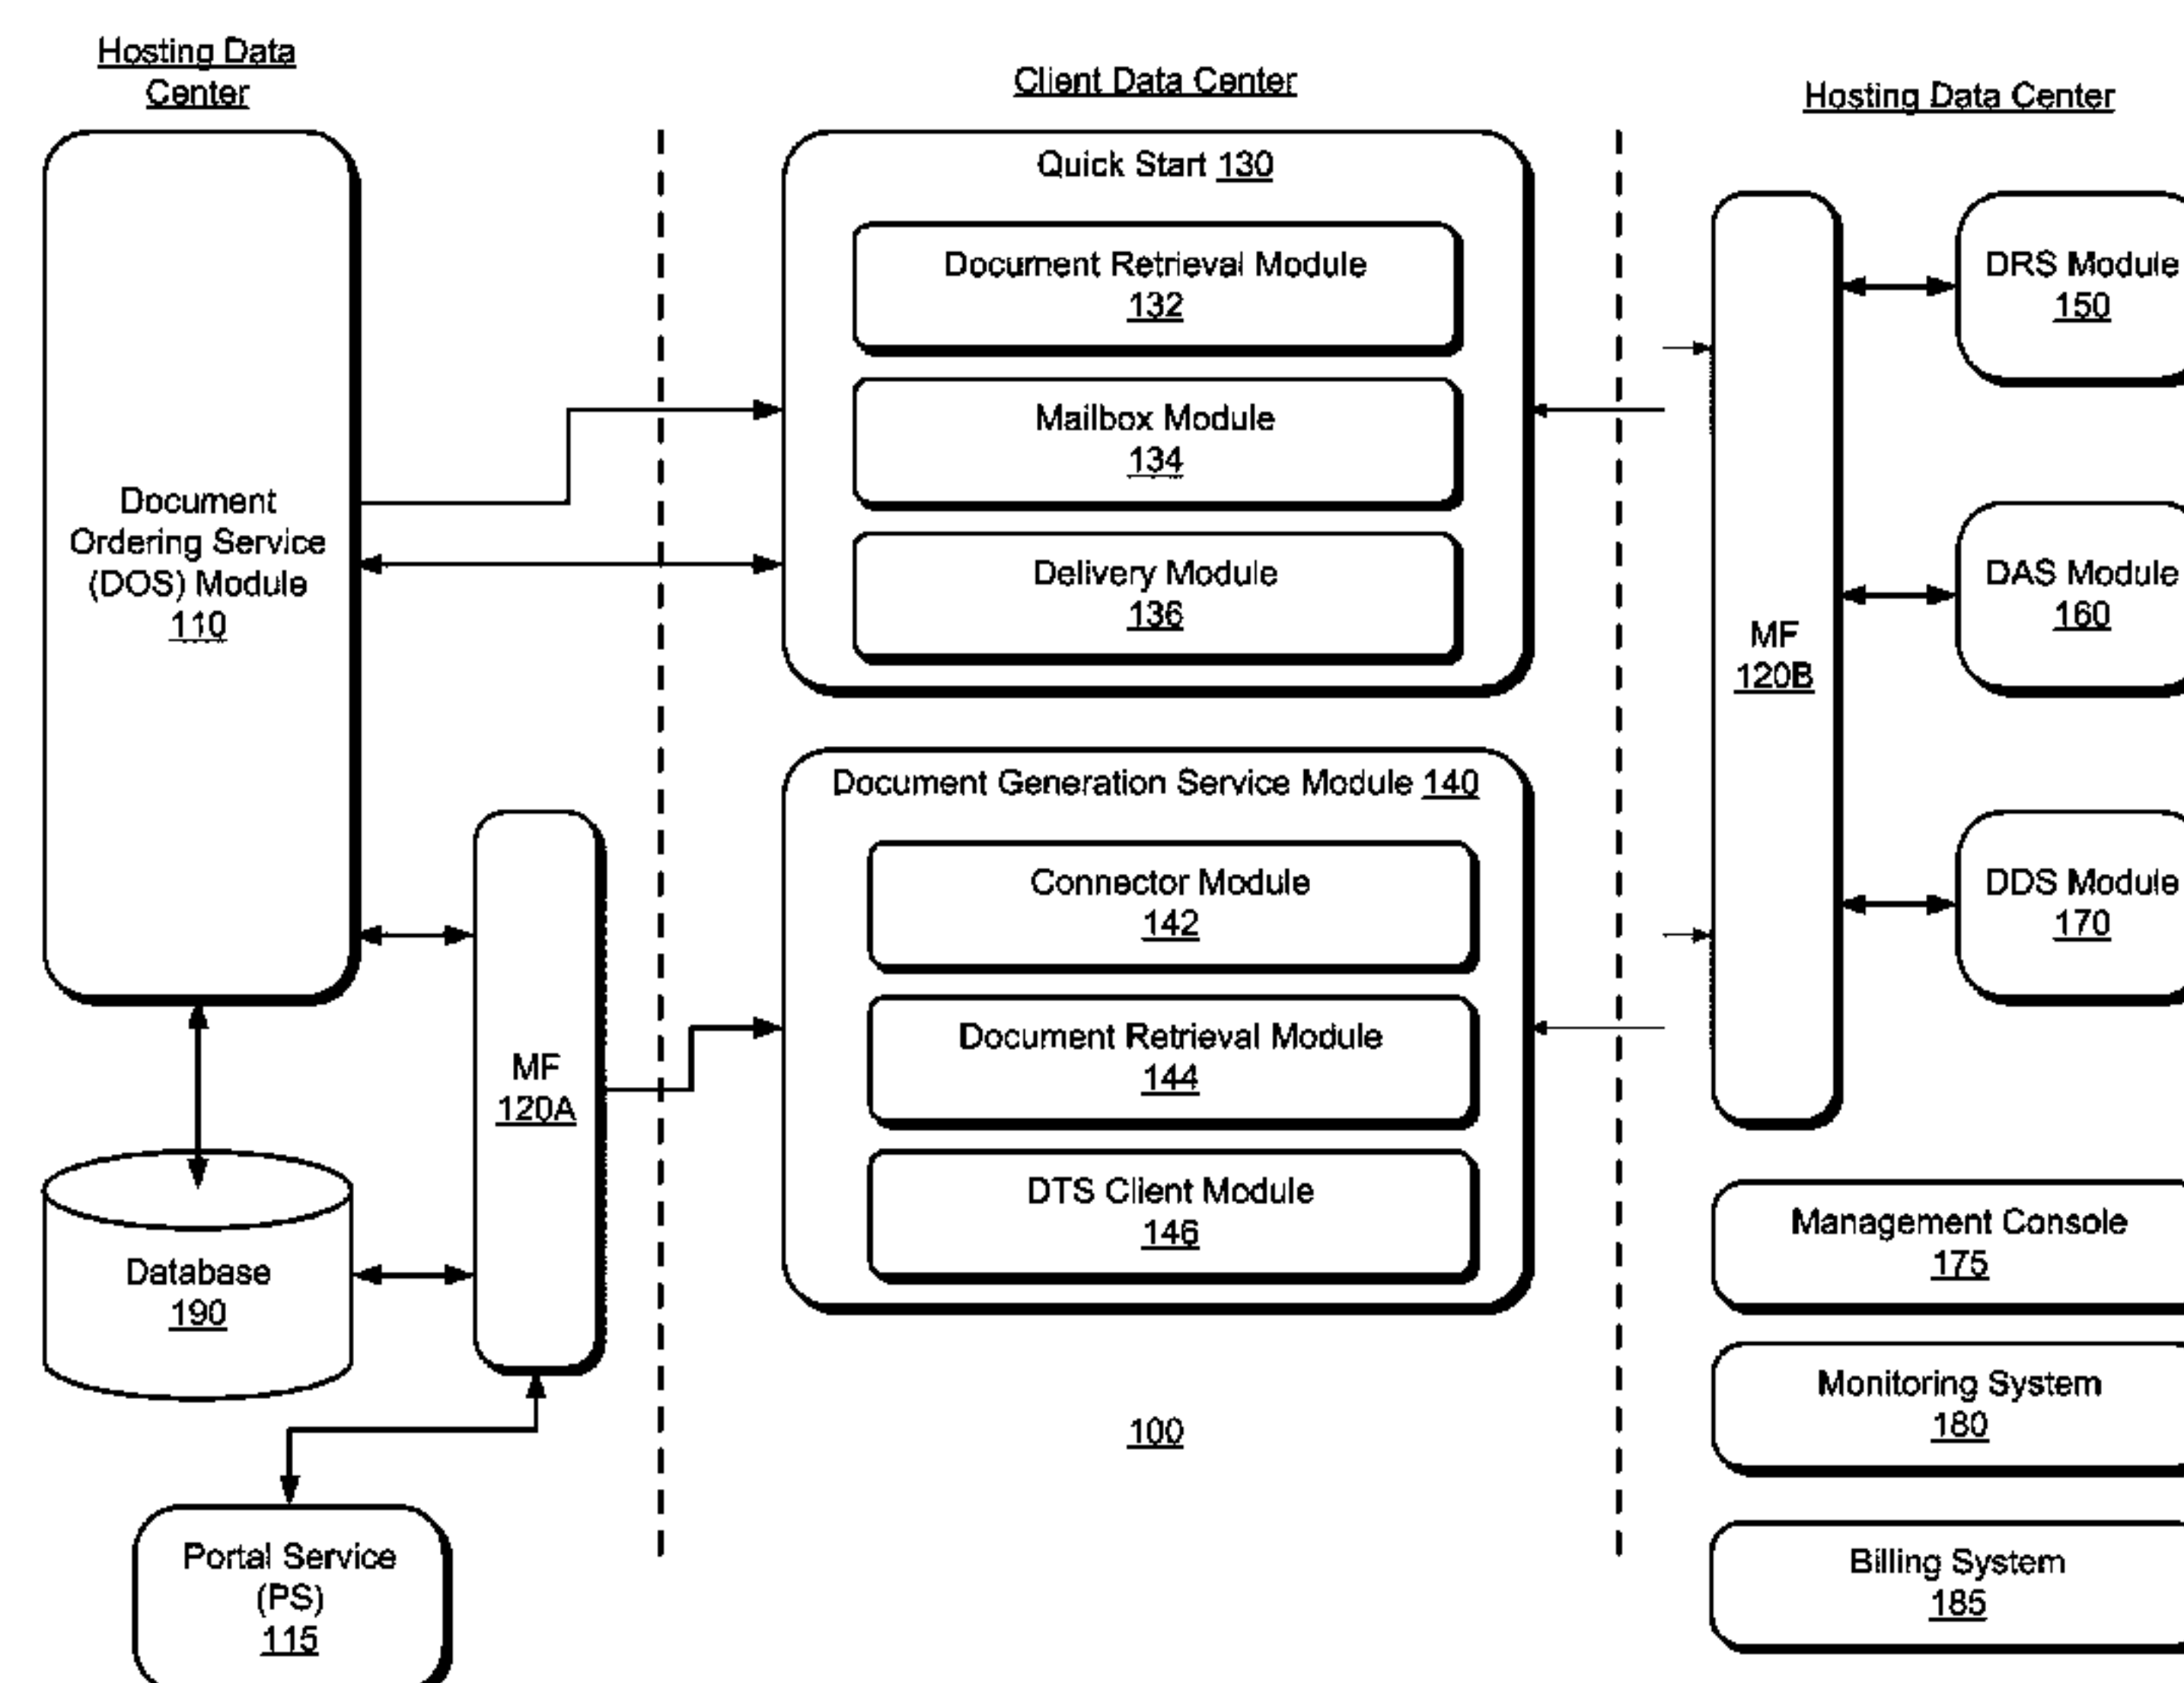 Hosting Data
Center
Client Data Center
Hosting Data Center
Document
Ordering Service
(DOS) Module
110
Quick Start 130
Document Retrieval Module
132
Mailbox Module
134
Delivery Module
136
Document Generation Service Module 140
Connector Module
142
Document Retrieval Module
144
DTS Client Module
146
100
MF
120A
Database
190
Portal Service
(PS)
115
MF
120B
DRS Module
150
DAS Module
160
DDS Module
170
Management Console
175
Monitoring System
180
Billing System
185